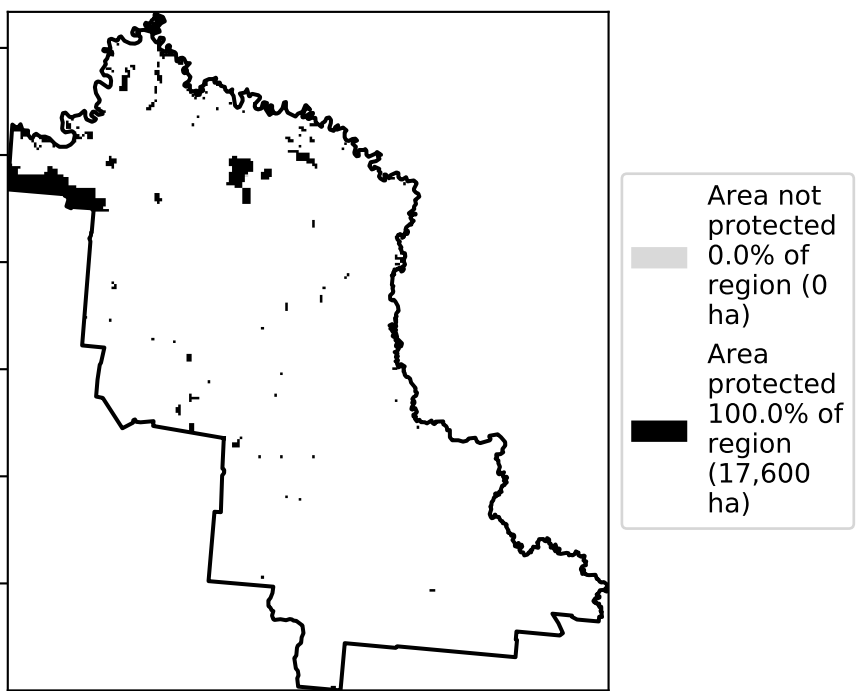 Area not
protected
0.0% of
region (0
ha)
Area
protected
100.0% of
region
(17,600
ha)